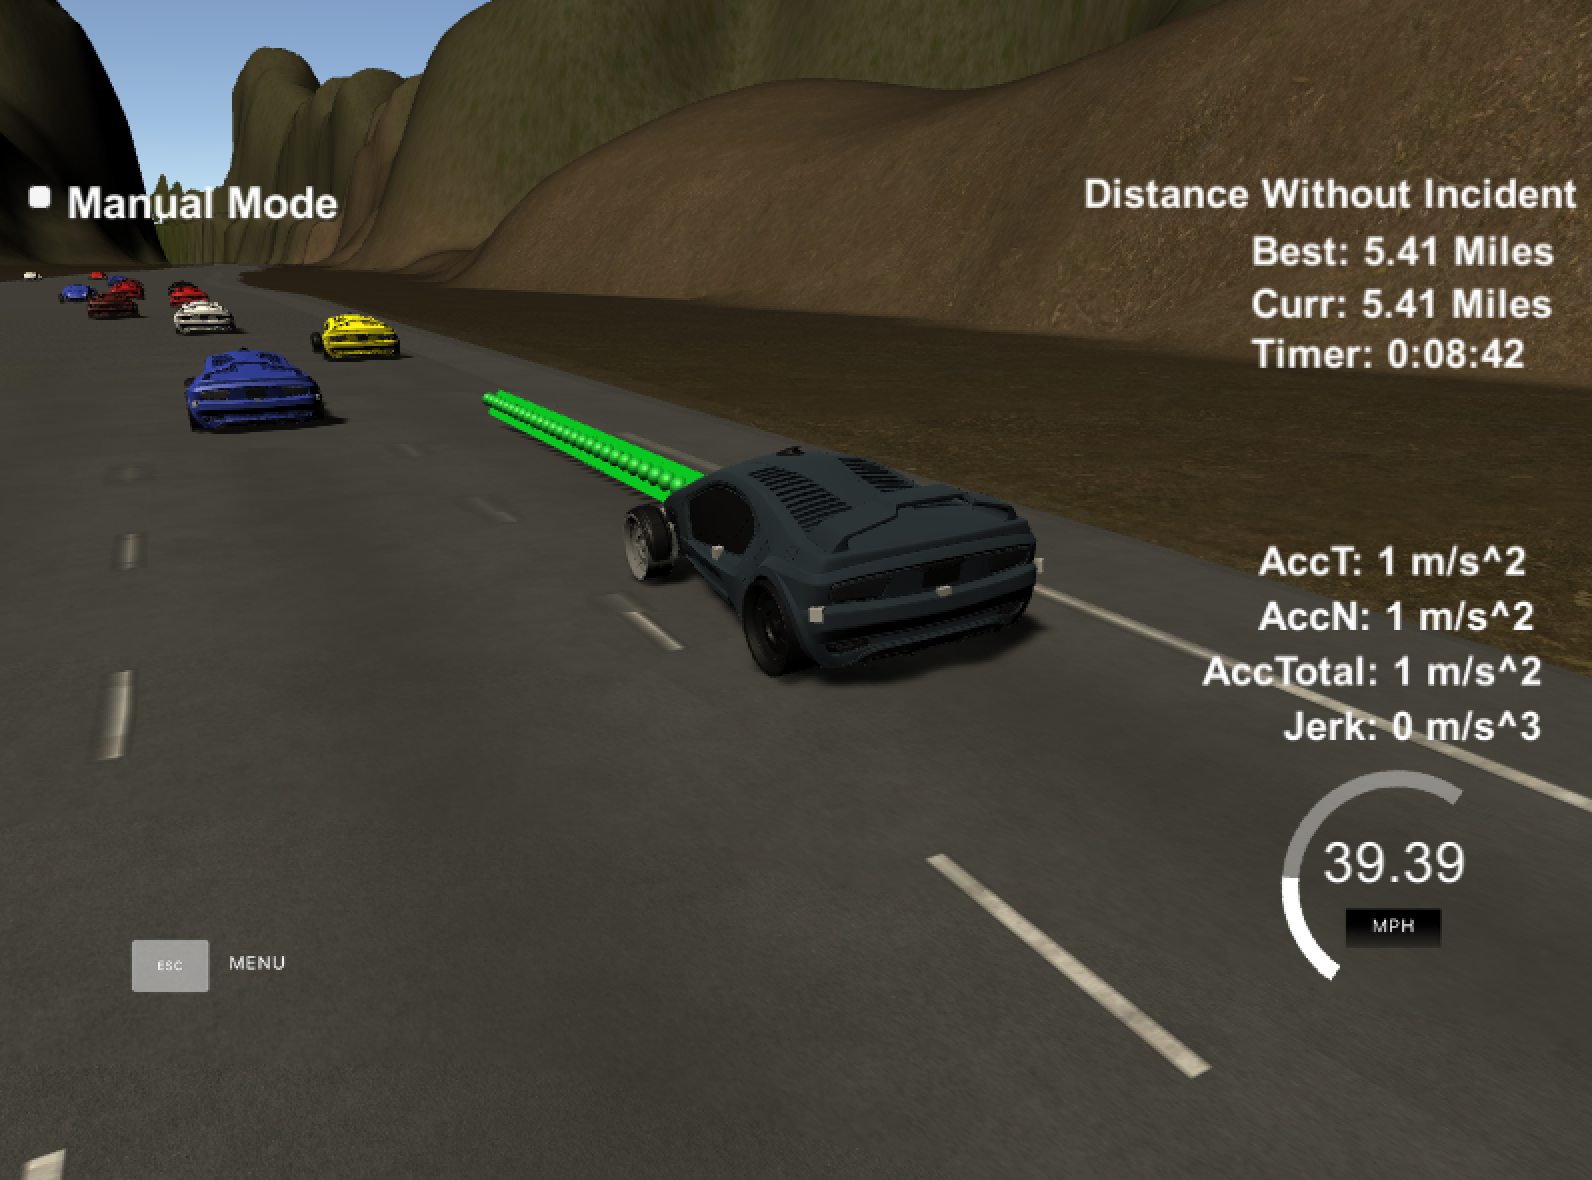 Manual Mode
Distance Without Incident
Best: 5.41 Miles
Curr: 5.41 Miles
Timer: 0:08:42
AccT: 1 m/s^2
AccN: 1 m/s^2
AccTotal: 1 m/s^2
Jerk: 0 m/s^3
39.39
MPH
ESC MENU